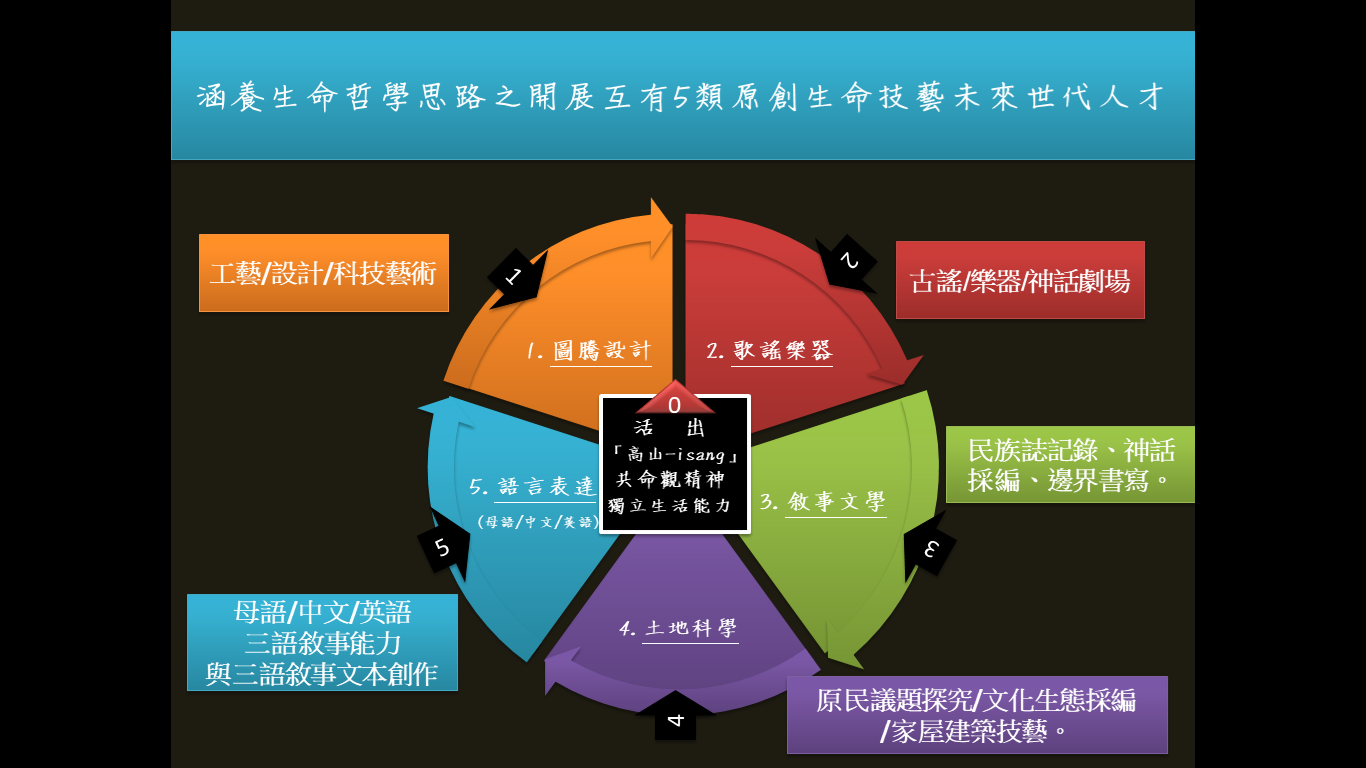 涵養生命哲學思路之開展互有5類原創生命技藝未來世代人才
工藝/設計/科技藝術
1
2
古謠/樂器/神話劇場
1. 圖騰設計
2. 歌謠樂器
0
活 出
「高山-isang」
共命觀精神
獨立生活能力
民族誌記錄、神話
採編、邊界書寫。
5. 語言表達
(母語/中文/英語)
3. 敘事文學
5
3
母語/中文/英語
三語敘事能力
與三語敘事文本創作
4. 土地科學
4
原民議題探究/文化生態採編
/家屋建築技藝。